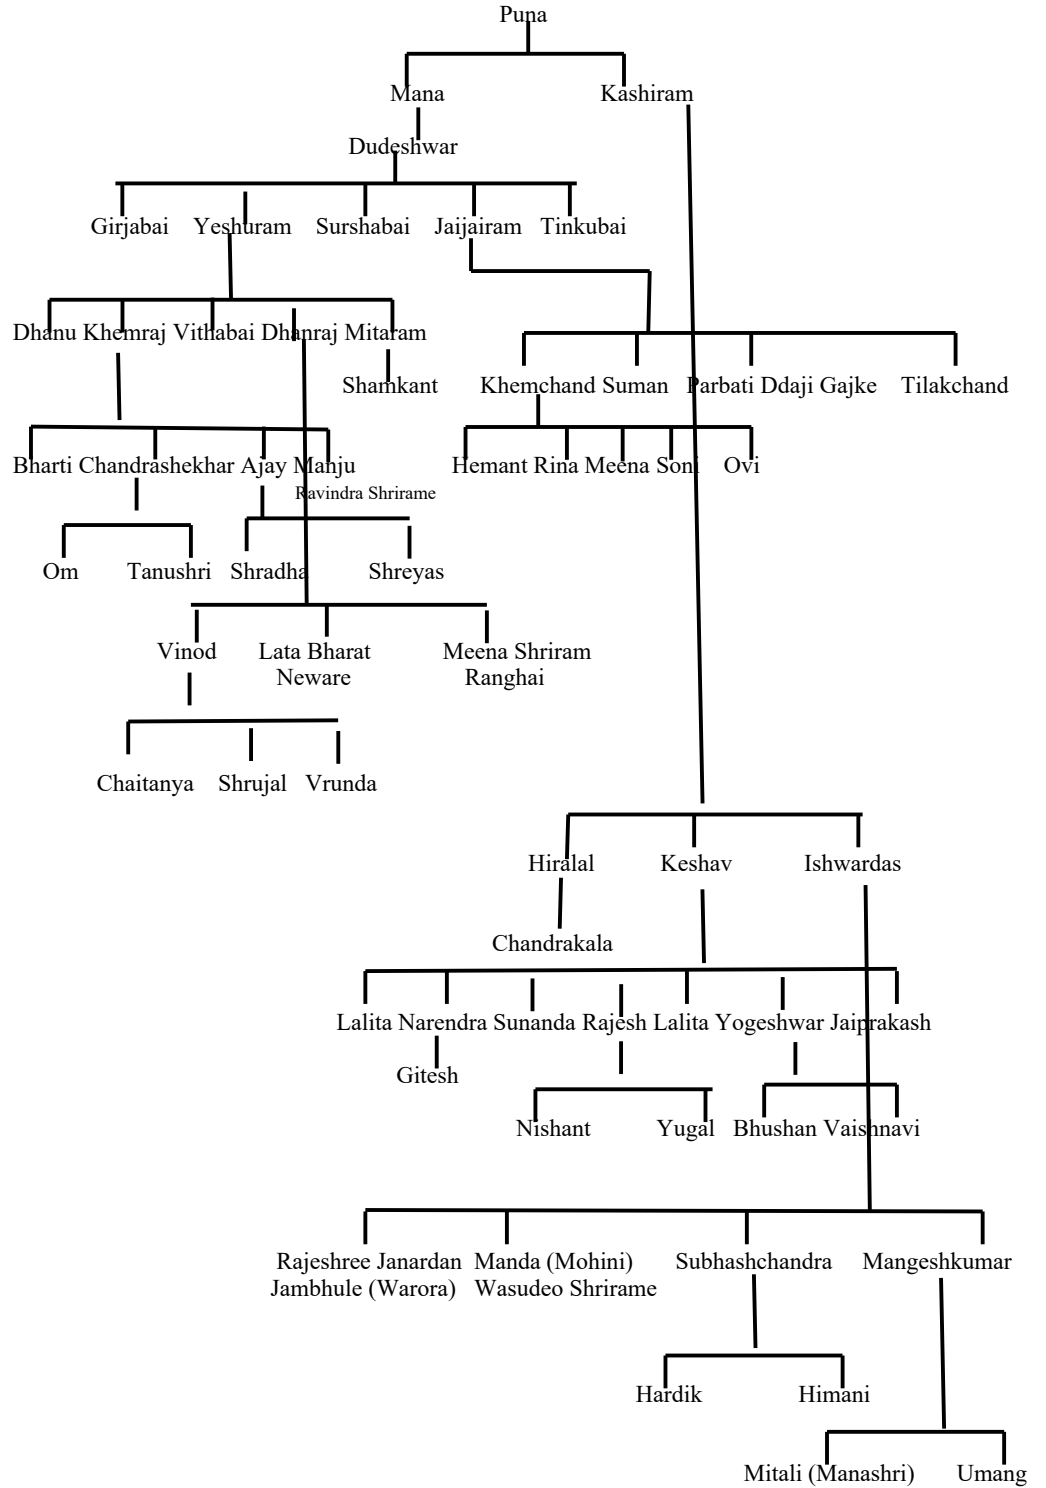 Puna
Mana Kashiram
Dudeshwar
Girjabai Yeshuram Surshabai Jaijairam Tinkubai
Dhanu Khemraj Vithabai Dhanraj Mitaram
Shamkant Khemchand Suman Parbati Ddaji Gajke Tilakchand
Bharti Chandrashekhar Ajay Manju Hemant Rina Meena Soni Ovi
Ravindra Shrirame
Om Tanushri Shradha Shreyas
Vinod Lata Bharat Meena Shriram
Neware Ranghai
Chaitanya Shrujal Vrunda
Hiralal Keshav Ishwardas
Chandrakala
Lalita Narendra Sunanda Rajesh Lalita Yogeshwar Jaiprakash
Gitesh
Nishant Yugal Bhushan Vaishnavi
Rajeshree Janardan Manda (Mohini) Subhashchandra Mangeshkumar
Jambhule (Warora) Wasudeo Shrirame
Hardik Himani
Mitali (Manashri) Umang